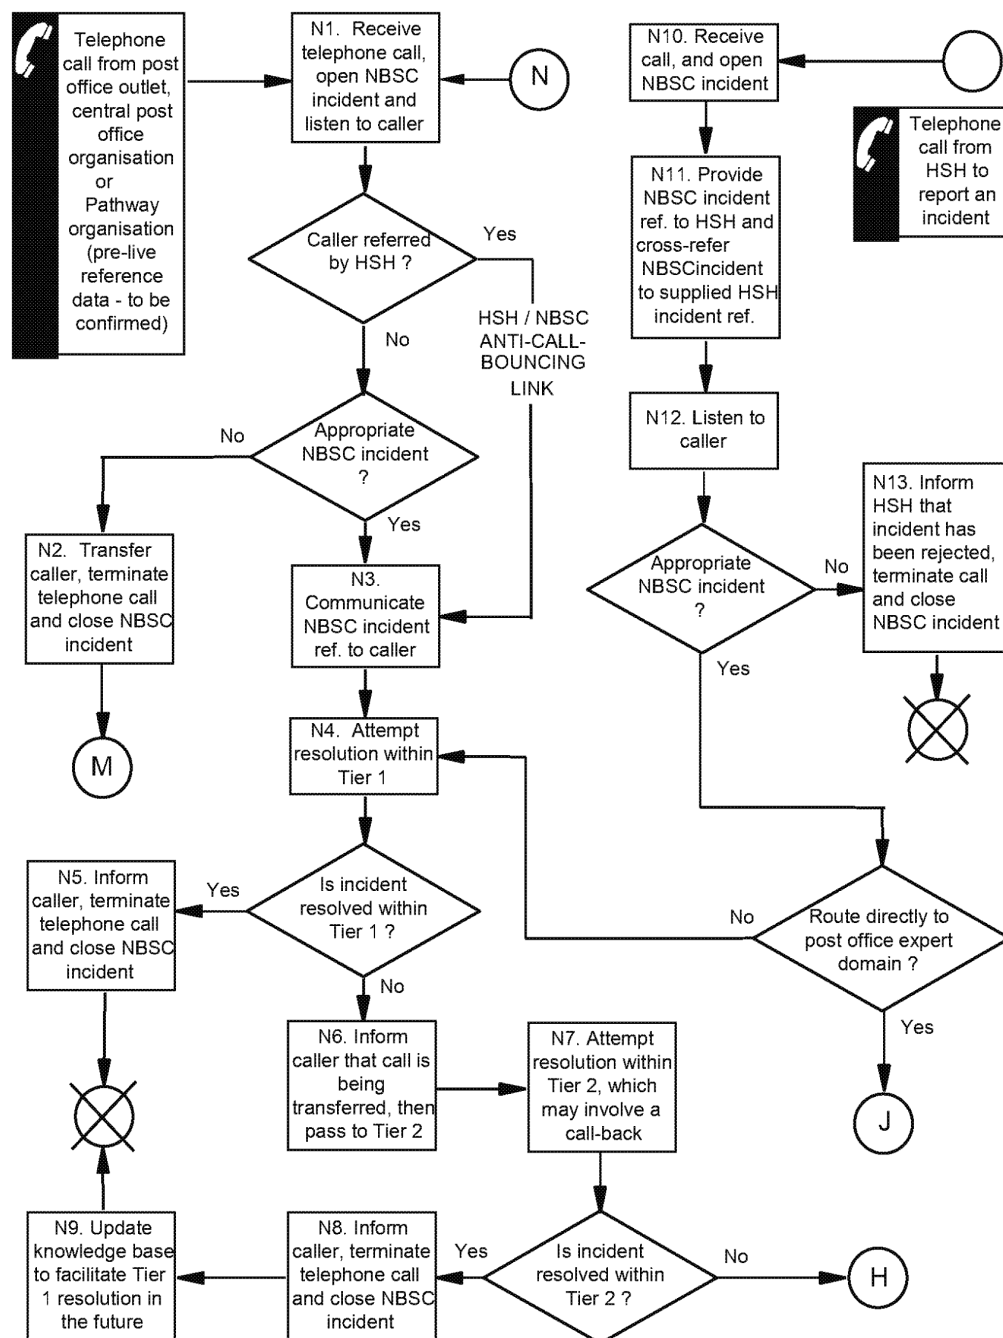 Telephone
call from post
office outlet,
central post
office
organisation
or
Pathway
organisation
(pre-live
reference
data - to be
confirmed)
N1. Receive
telephone call,
open NBSC
incident and
listen to caller
N
N10. Receive
call, and open
NBSC incident
Telephone
call from
HSH to
report an
incident
N11. Provide
NBSC incident
ref. to HSH and
cross-refer
NBSCincident
to supplied HSH
incident ref.
Caller referred
by HSH ?
Yes
No
HSH / NBSC
ANTI-CALL-
BOUNCING
LINK
N12. Listen to
caller
Appropriate
NBSC incident
?
No
Yes
N13. Inform
HSH that
incident has
been rejected,
terminate call
and close
NBSC incident
N2. Transfer
caller, terminate
telephone call
and close NBSC
incident
N3.
Communicate
NBSC incident
ref. to caller
Appropriate
NBSC incident
?
No
Yes
M
N4. Attempt
resolution within
Tier 1
N5. Inform
caller, terminate
telephone call
and close NBSC
incident
Yes
Is incident
resolved within
Tier 1 ?
No
No
Route directly to
post office expert
domain ?
Yes
N6. Inform
caller that call is
being
transferred, then
pass to Tier 2
N7. Attempt
resolution within
Tier 2, which
may involve a
call-back
J
N9. Update
knowledge base
to facilitate Tier
1 resolution in
the future
N8. Inform
caller, terminate
telephone call
and close NBSC
incident
Yes
Is incident
resolved within
Tier 2 ?
No
H